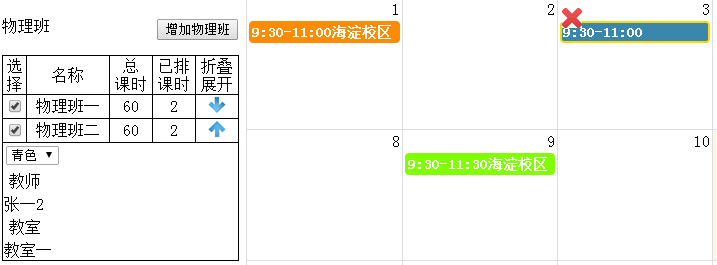 物理班
增加物理班
选择 名称 总课时 已排课时 折叠展开
物理班一 60 2
物理班二 60 2
青色
教师
张一2
教室
教室一
1 2 3
9:30-11:00海淀校区 9:30-11:00
8 9 10
9:30-11:30海淀校区